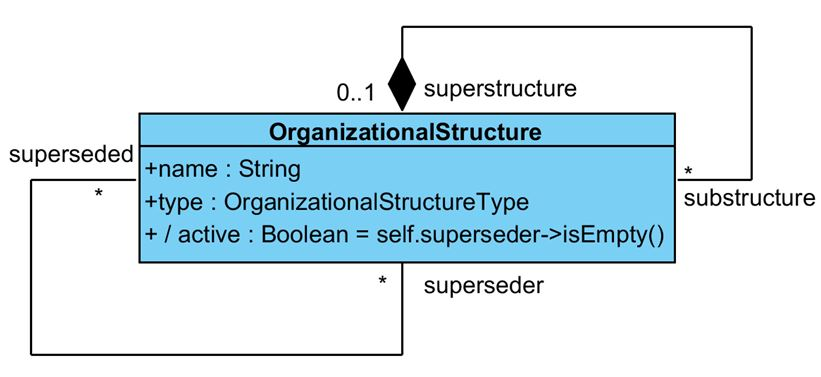 0..1
superstructure
OrganizationalStructure
superseded
*
+name : String
+type : OrganizationalStructureType
+ / active : Boolean = self.superseder->isEmpty()
*
substructure
*
superseder